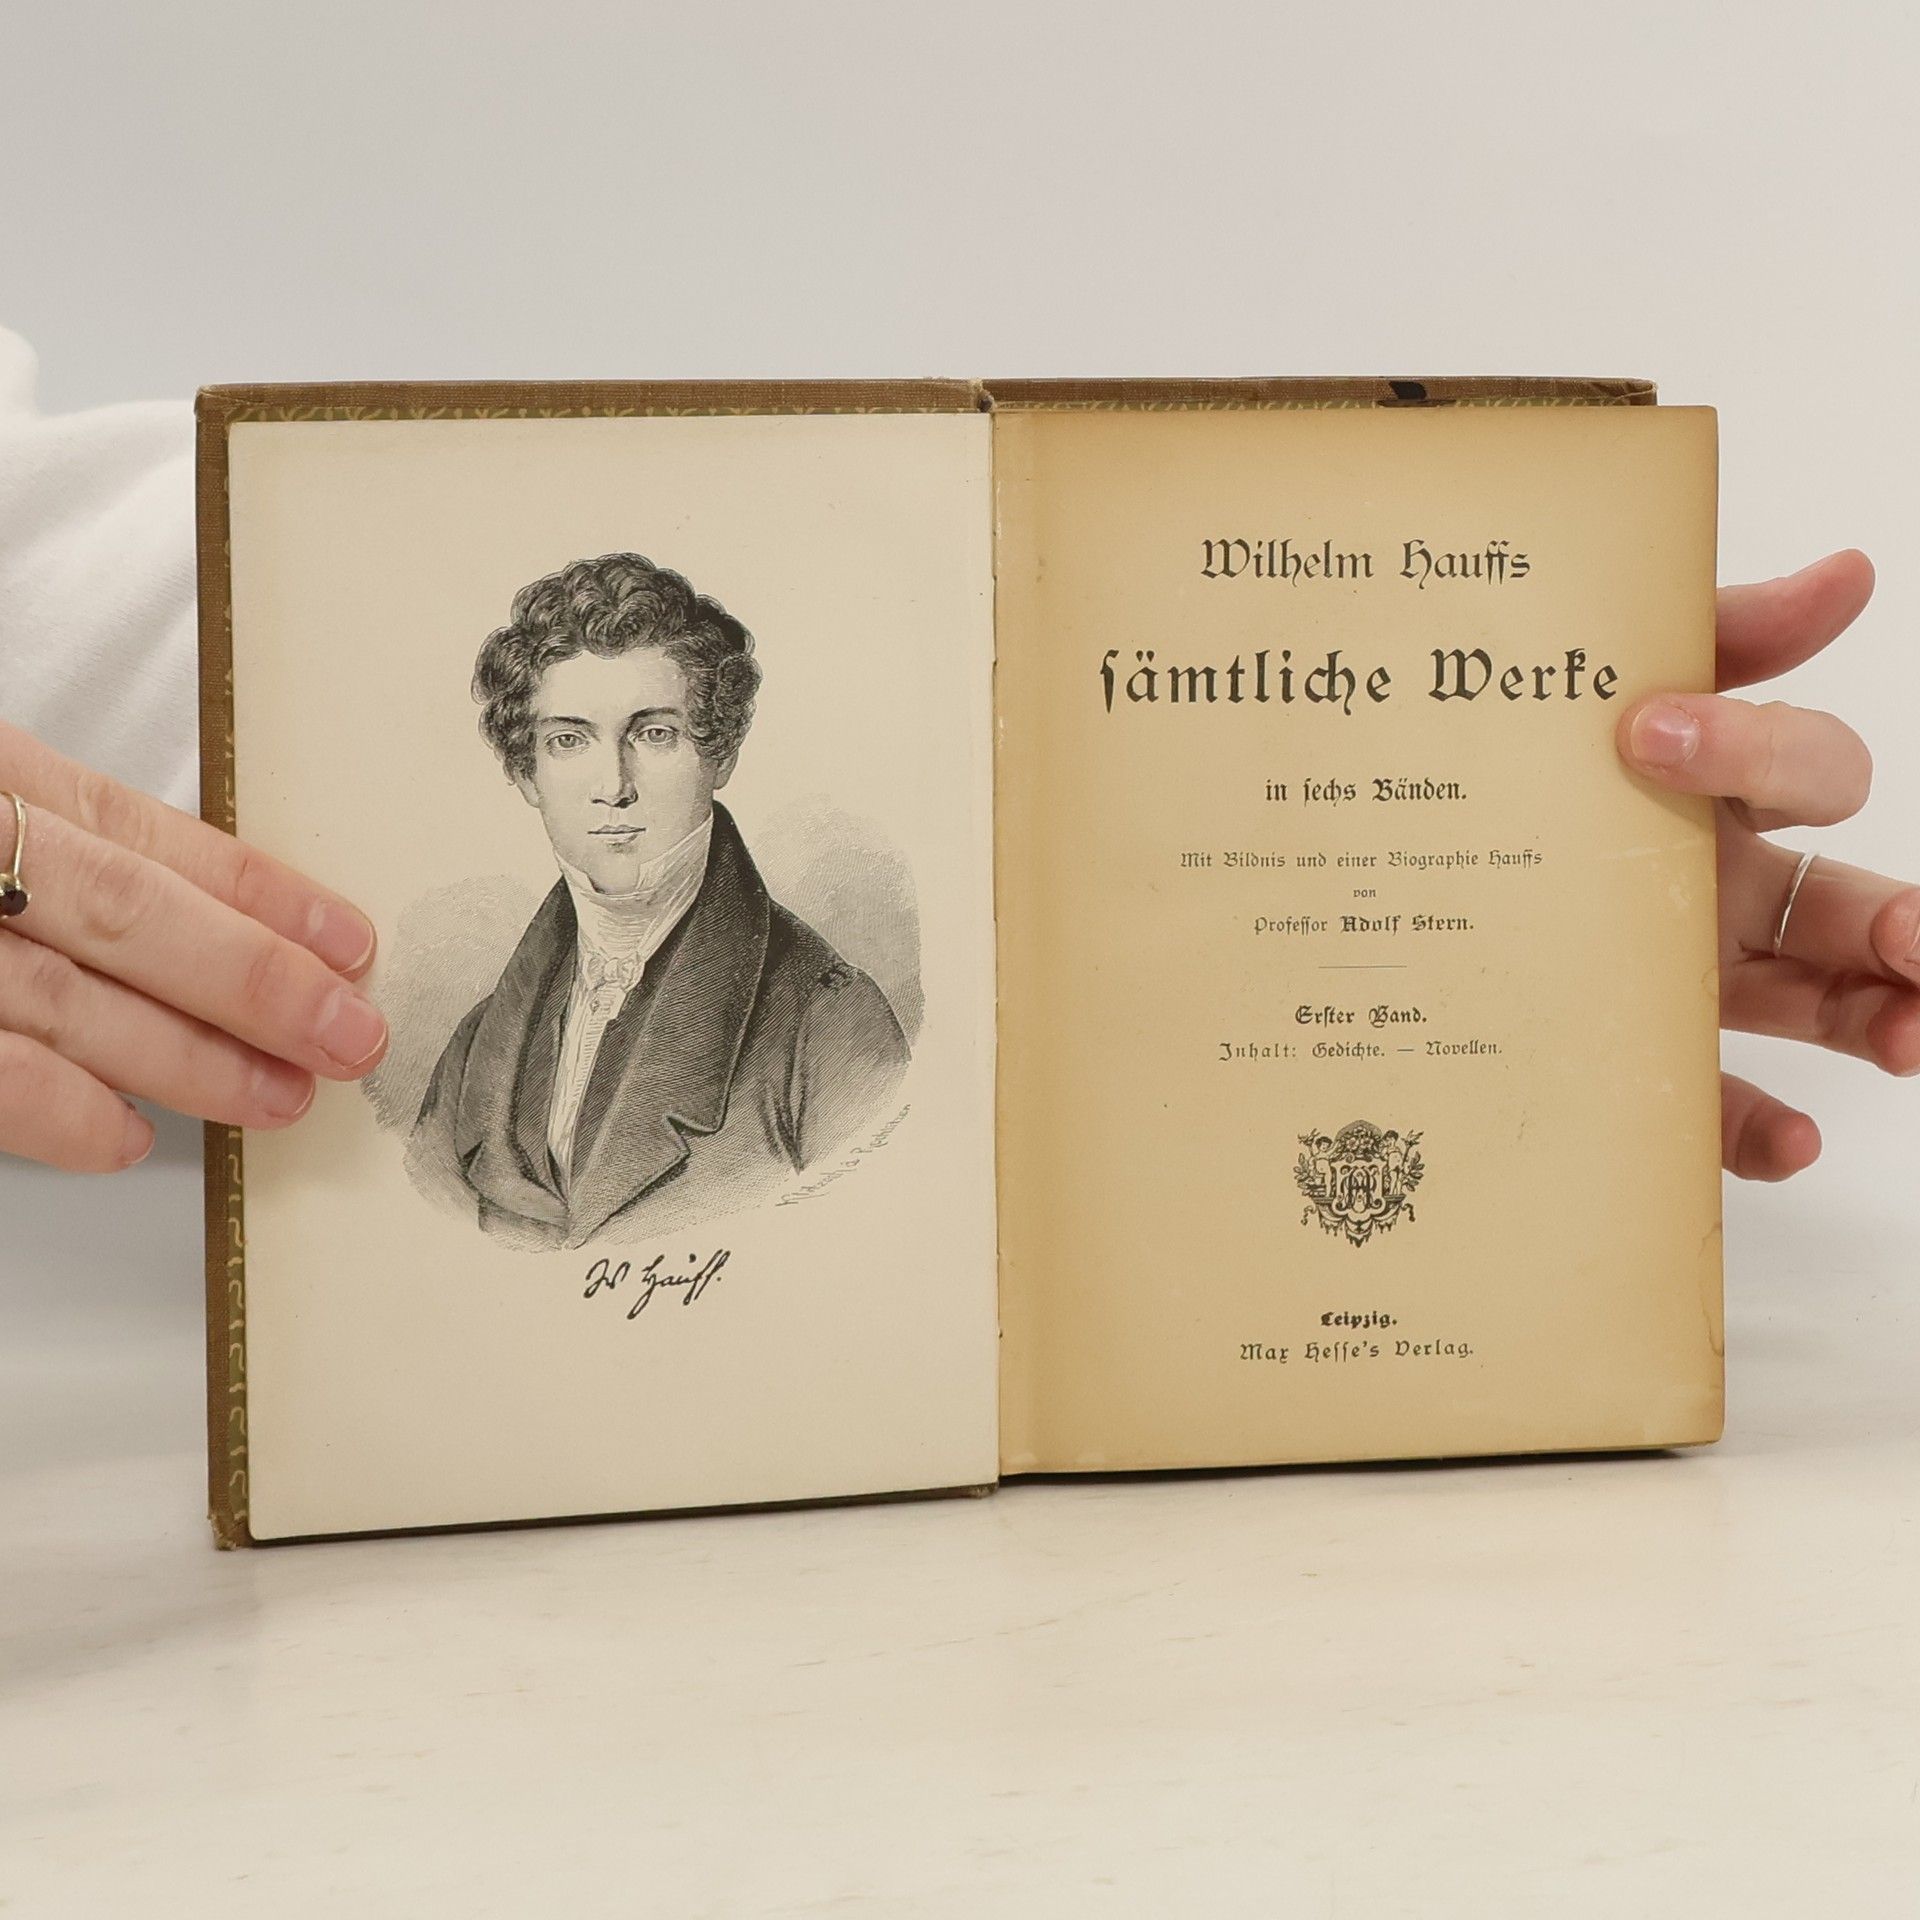 W Hauff.
Wilhelm Hauffs
ſämtliche Werke
in ſechs Bänden.
Mit Bildnis und einer Biographie Hauffs
von
Profeſſor Adolf Stern.
Erſter Band.
Inhalt: Gedichte. — Novellen.
Leipzig.
Max Heſſe's Verlag.